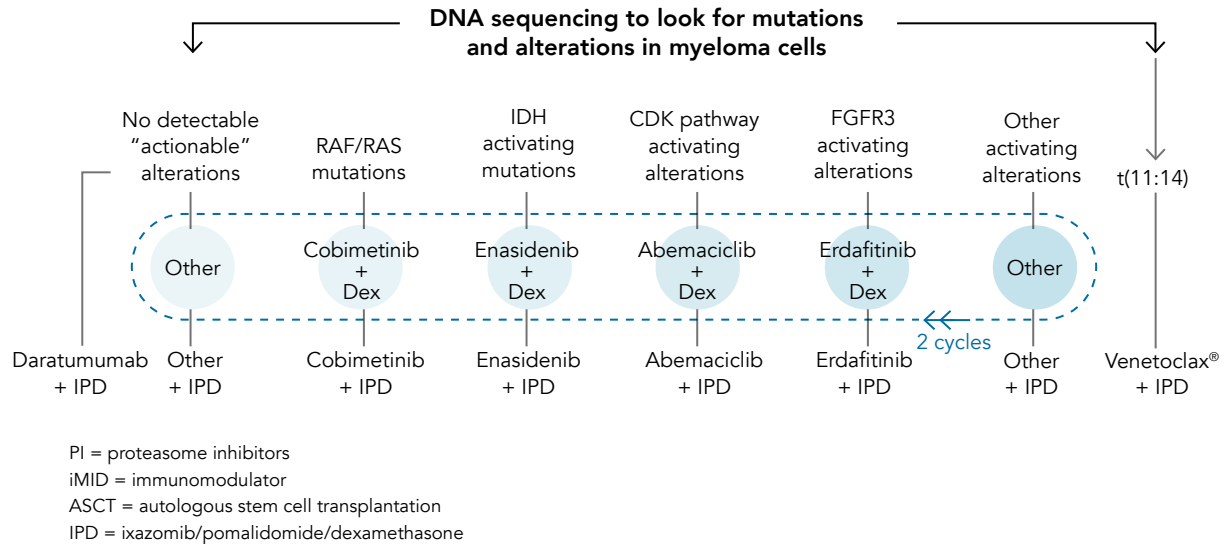 DNA sequencing to look for mutations
and alterations in myeloma cells
No detectable
“actionable”
alterations
RAF/RAS
mutations
IDH
activating
mutations
CDK pathway
activating
alterations
FGFR3
activating
alterations
Other
activating
alterations
t(11:14)
Other
Cobimetinib
+
Dex
Enasidenib
+
Dex
Abemaciclib
+
Dex
Erdafitinib
+
Dex
Other
2 cycles
Daratumumab
+ IPD
Other
+ IPD
Cobimetinib
+ IPD
Enasidenib
+ IPD
Abemaciclib
+ IPD
Erdafitinib
+ IPD
Other
+ IPD
Venetoclax®
+ IPD
PI = proteasome inhibitors
iMID = immunomodulator
ASCT = autologous stem cell transplantation
IPD = ixazomib/pomalidomide/dexamethasone